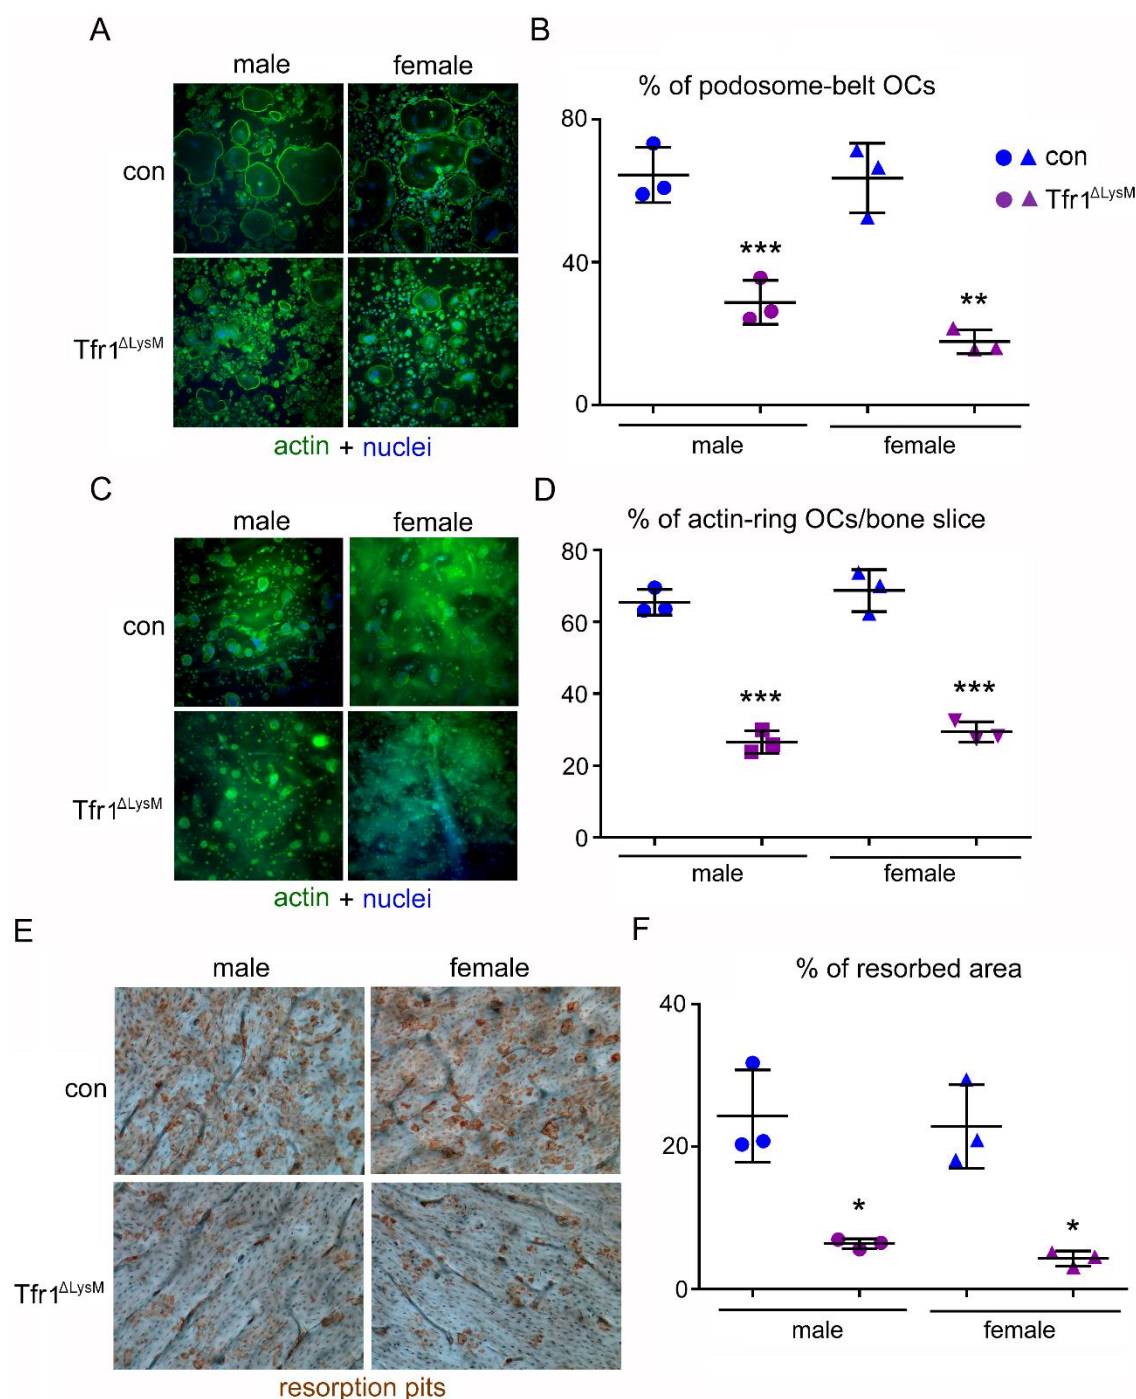 A
male female
con
Tfr1ΔLysM
actin + nuclei
B
% of podosome-belt OCs
80
40
0
***
**
con
Tfr1ΔLysM
male female
C
male female
con
Tfr1ΔLysM
actin + nuclei
D
% of actin-ring OCs/bone slice
80
60
40
20
0
***
***
male female
E
male female
con
Tfr1ΔLysM
resorption pits
F
% of resorbed area
40
20
0
*
*
male female